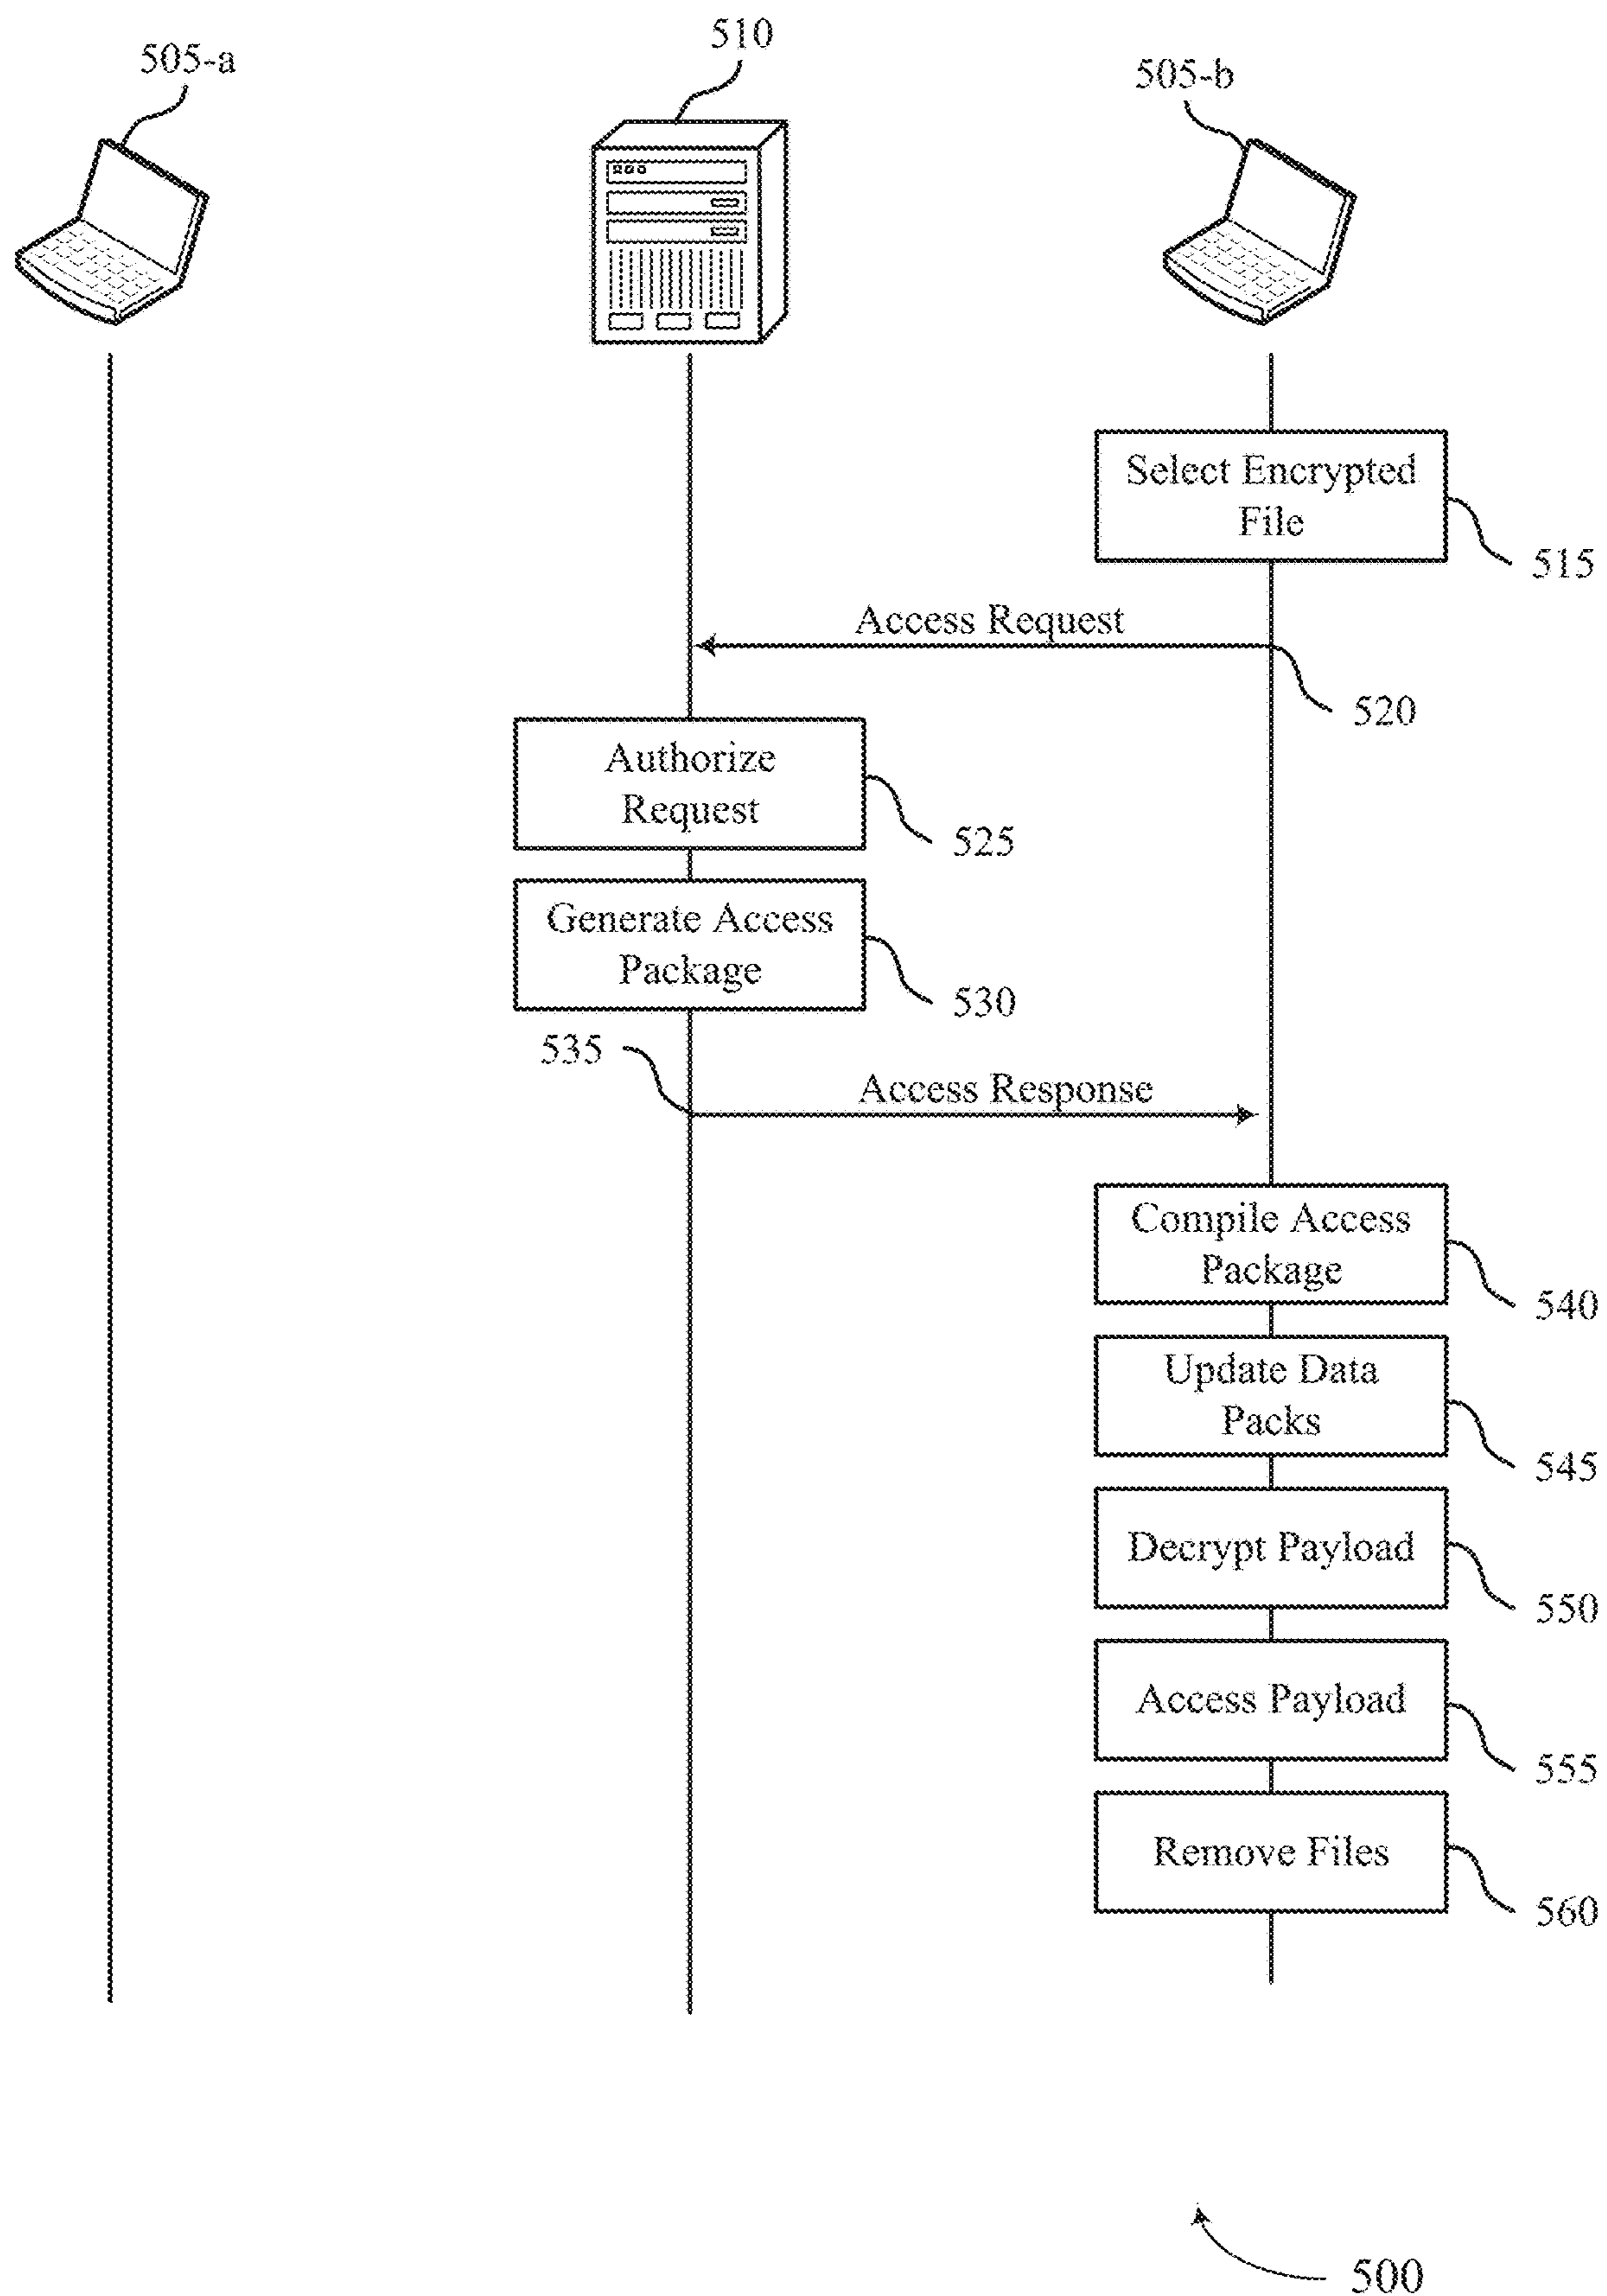 505-a
510
505-b
Select Encrypted
File
515
Access Request
520
Authorize
Request
525
Generate Access
Package
530
535
Access Response
Compile Access
Package
540
Update Data
Packs
545
Decrypt Payload
550
Access Payload
555
Remove Files
560
500